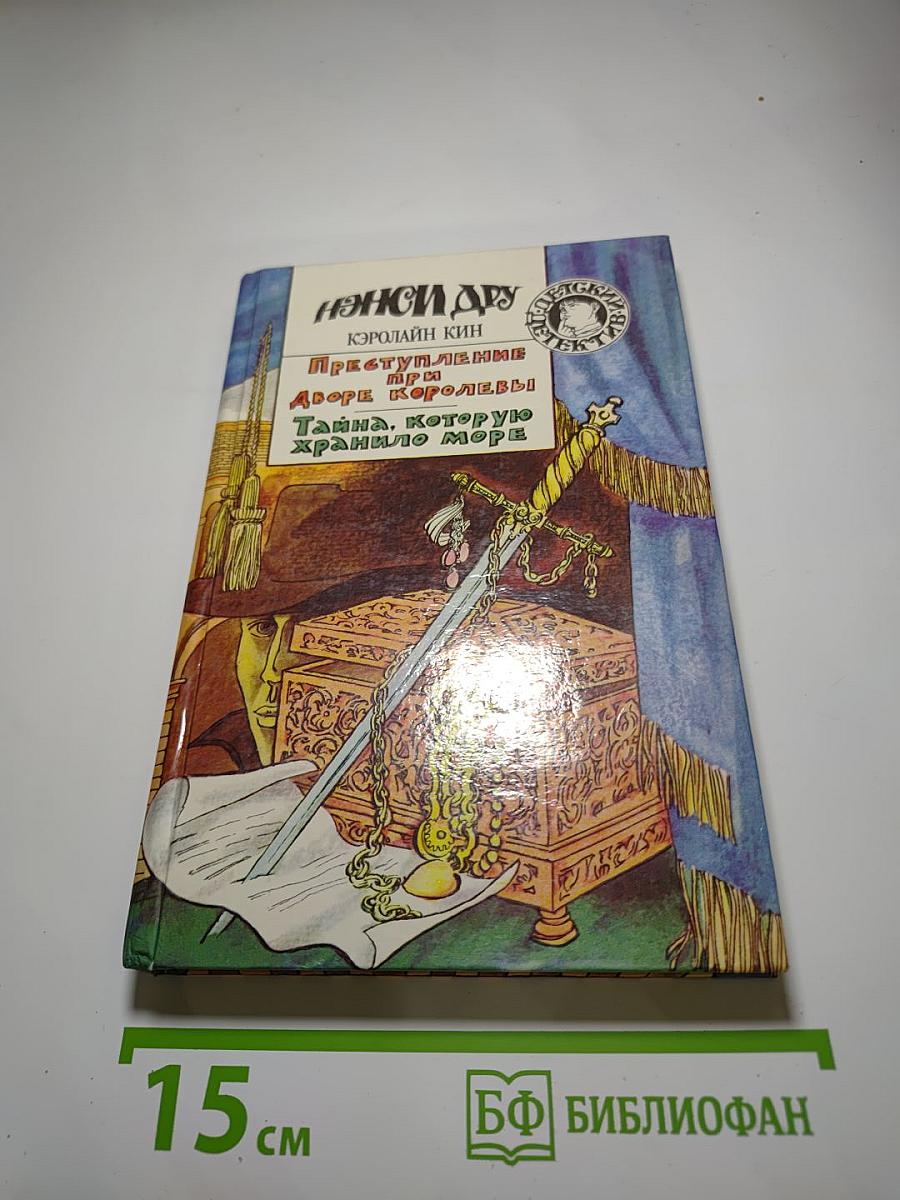 НЭНСИ ДРУ
КЭРОЛАЙН КИН
ДЕТСКИЙ ДЕТЕКТИВ
ПРЕСТУПЛЕНИЕ
ПРИ
ДВОРЕ КОРОЛЕВЫ
ТАЙНА, КОТОРУЮ
ХРАНИЛО МОРЕ
15 см
БФ БИБЛИОФАН